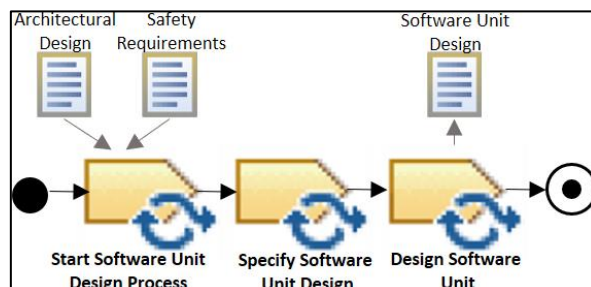 Architectural
Design
Safety
Requirements
Software Unit
Design
Start Software Unit
Design Process
Specify Software
Unit Design
Design Software
Unit